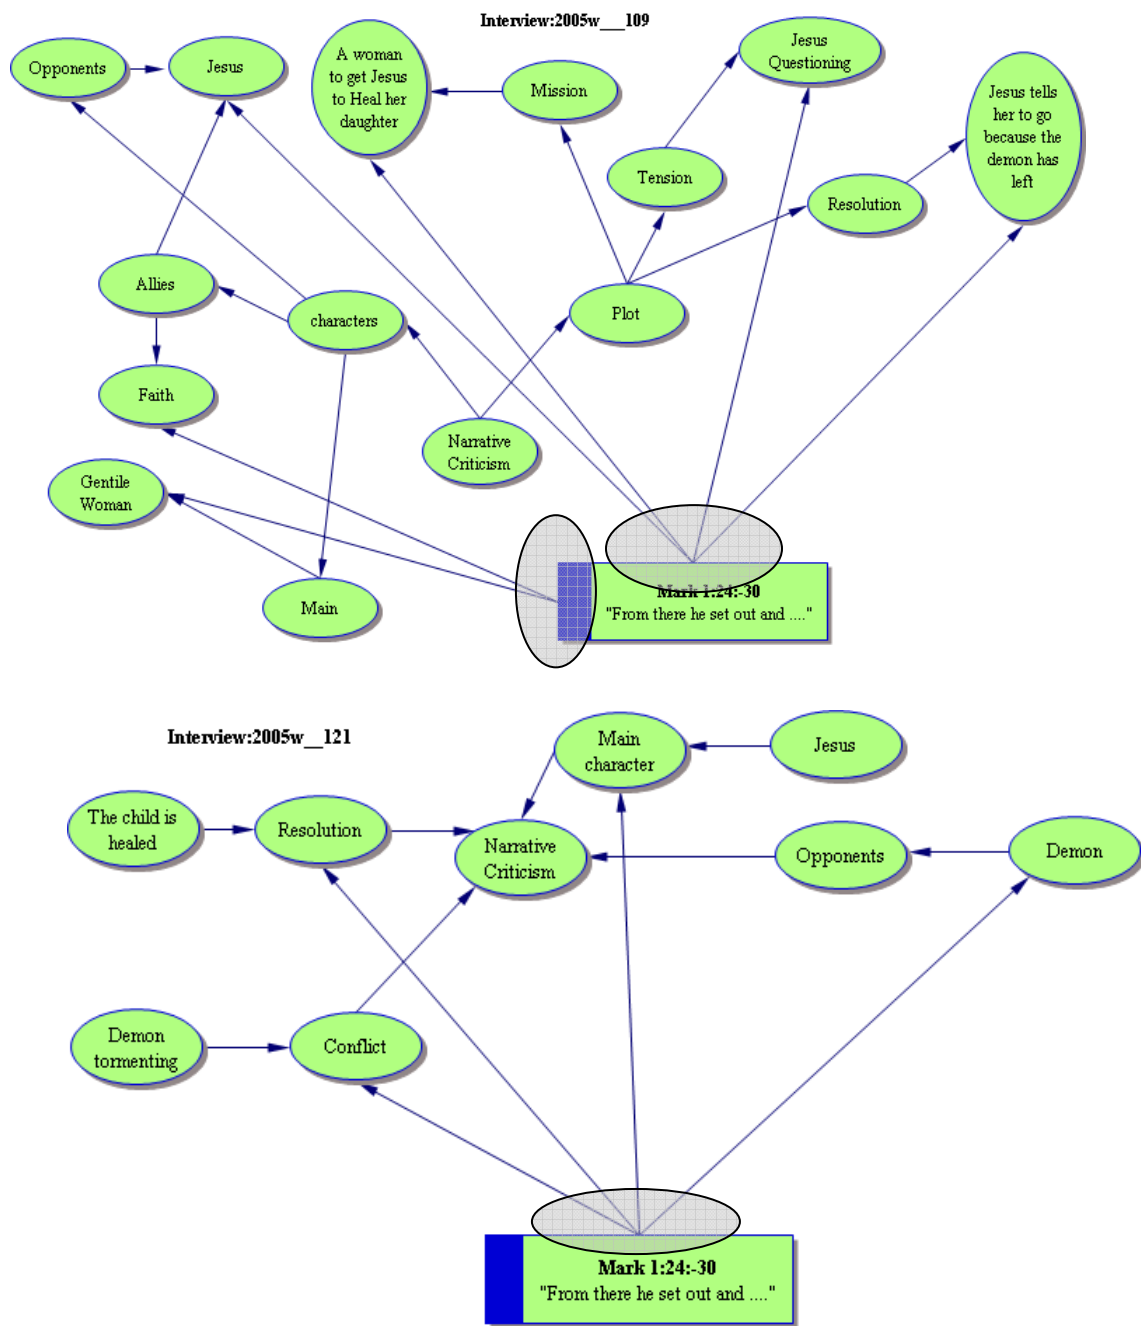 Interview:2005w__109
Opponents
Jesus
A woman
to get Jesus
to Heal her
daughter
Mission
Jesus
Questioning
Jesus tells
her to go
because the
demon has
left
Tension
Resolution
Allies
characters
Plot
Faith
Narrative
Criticism
Gentile
Woman
Main
Mark 1:24:-30
"From there he set out and ...."
Interview:2005w__121
Main
character
Jesus
The child is
healed
Resolution
Narrative
Criticism
Opponents
Demon
Demon
tormenting
Conflict
Mark 1:24:-30
"From there he set out and ...."